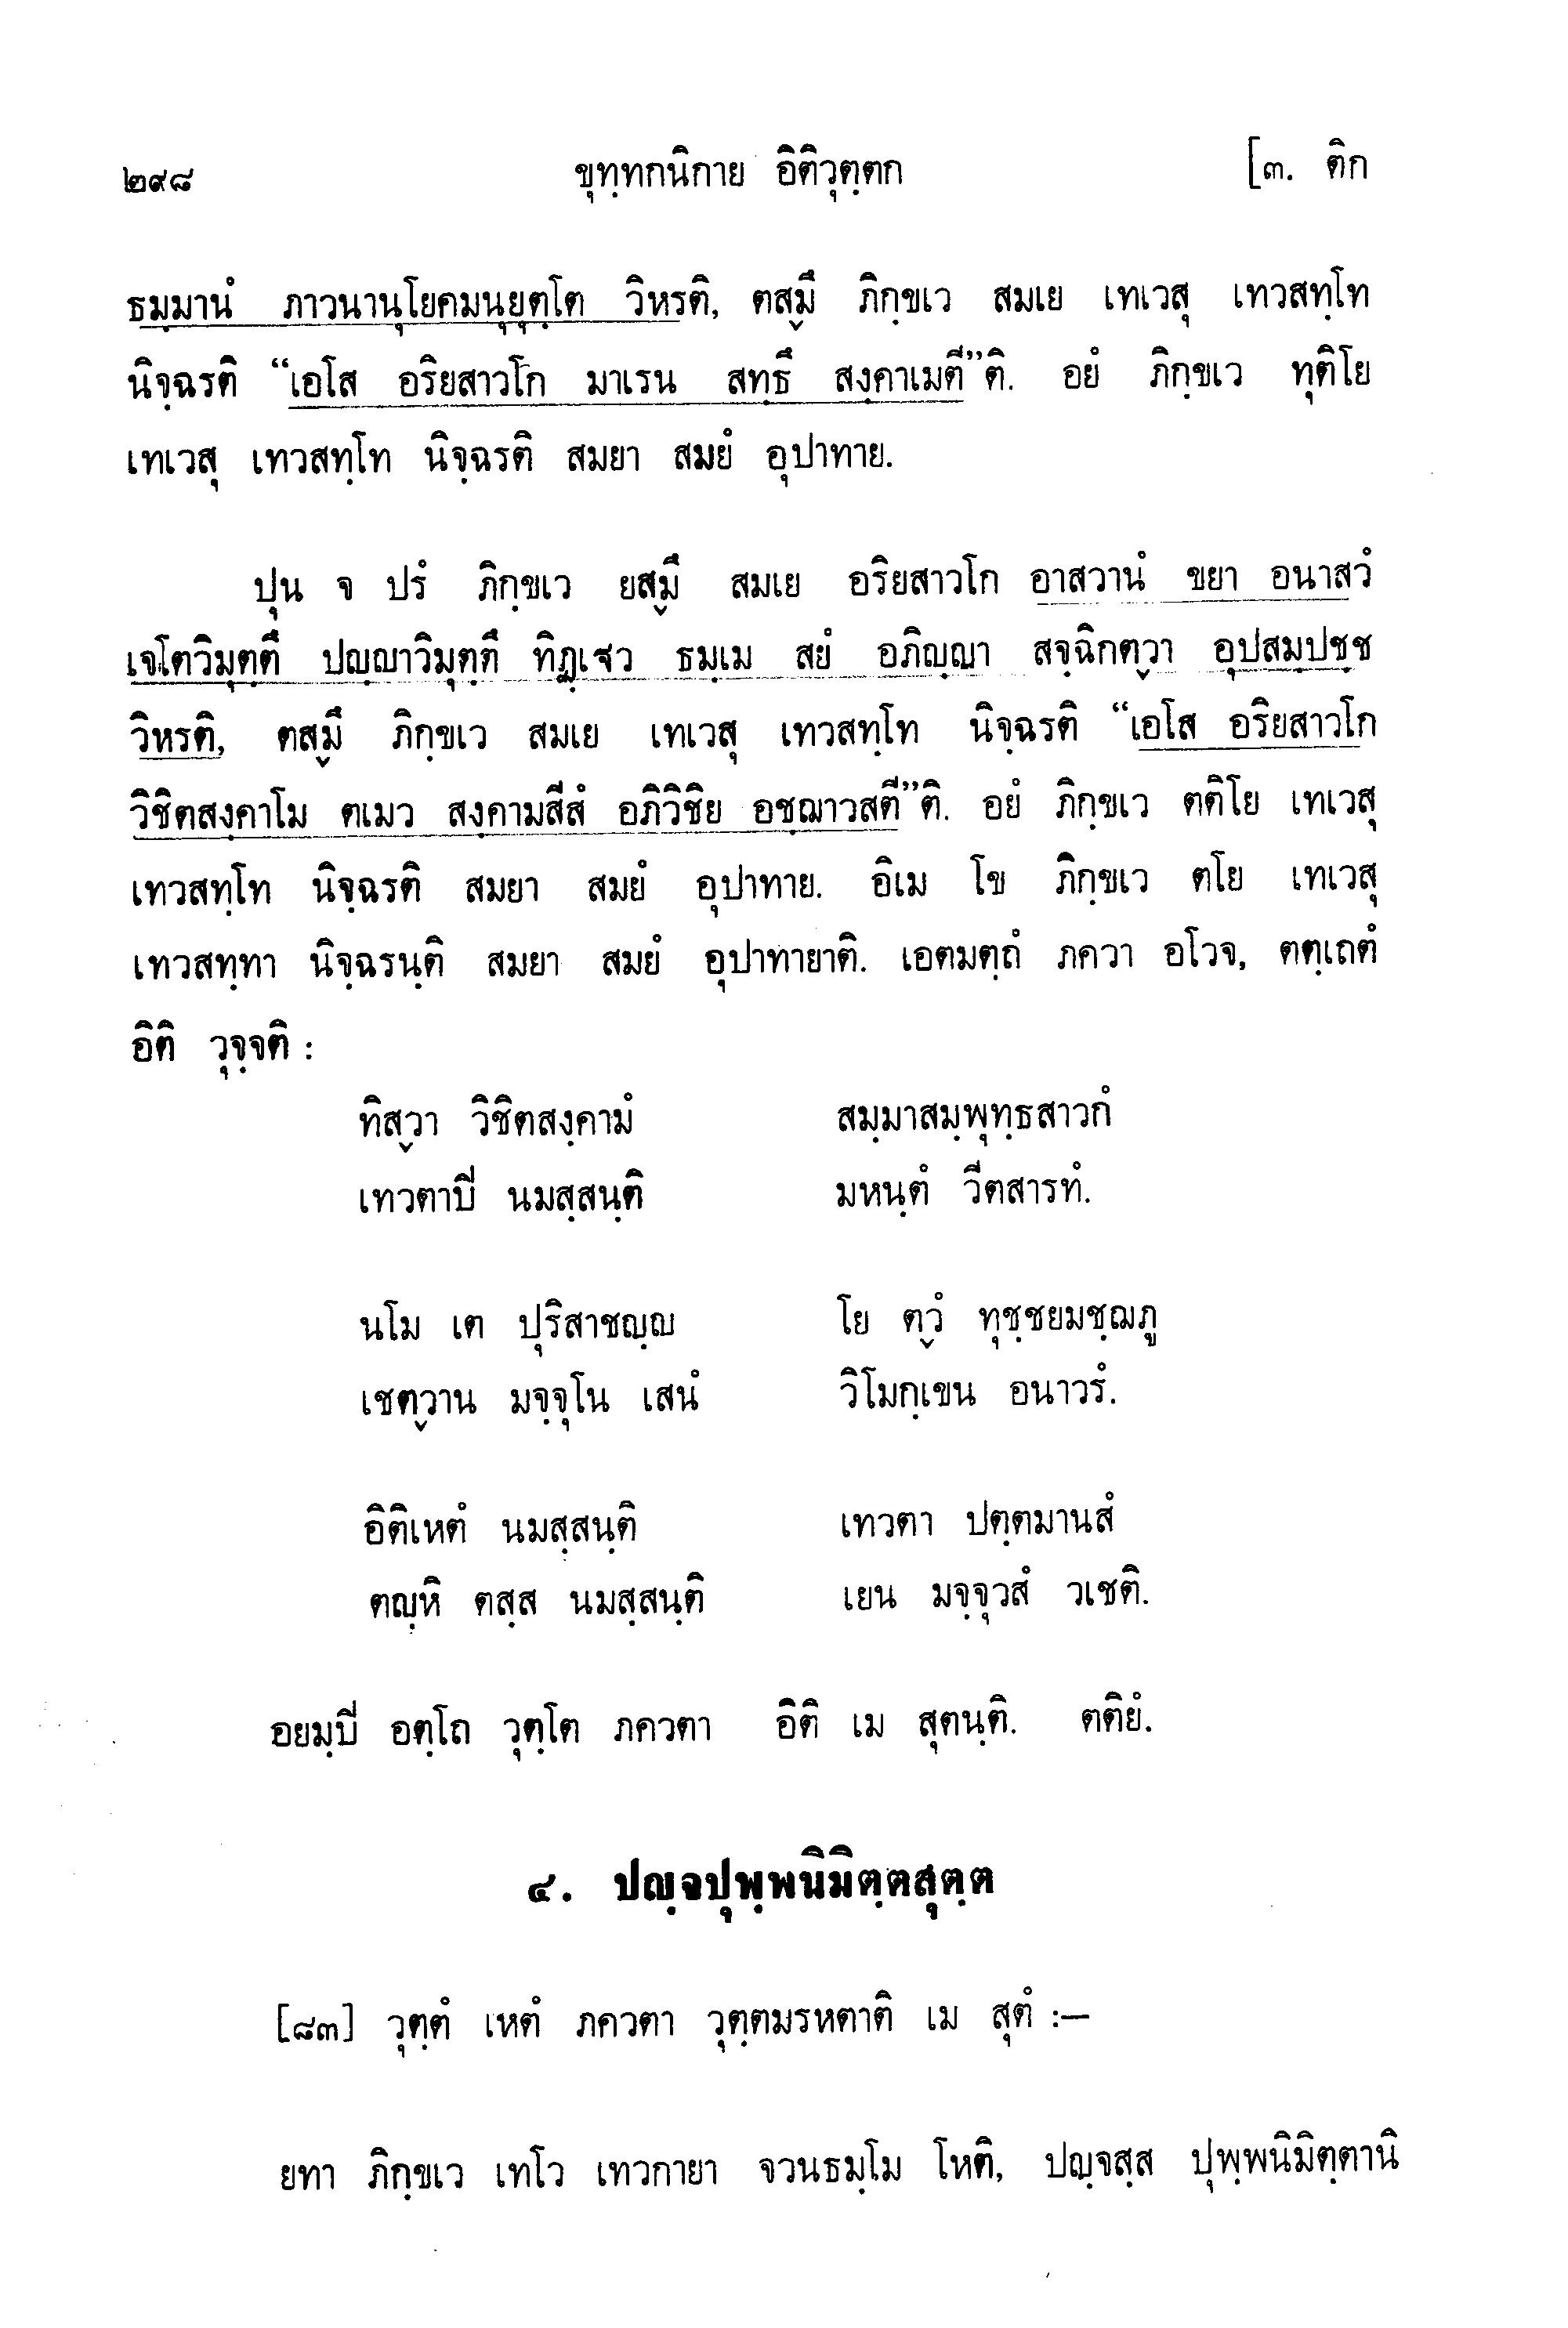 ๒๙๘ ขุทฺทกนิกาย อิติวุตฺตก [๓. ติก
ธมฺมานํ ภาวนานุโยคมนุยุตฺโต วิหรติ, ตสฺมึ ภิกฺขเว สมเย เทเวสุ เทวสทฺโท
นิจฺฉรติ “เอโส อริยสาวโก มาเรน สทฺธึ สงฺคาเมตี”ติ. อยํ ภิกฺขเว ทุติโย
เทเวสุ เทวสทฺโท นิจฺฉรติ สมยา สมยํ อุปาทาย.
ปุน จ ปรํ ภิกฺขเว ยสฺมึ สมเย อริยสาวโก อาสวานํ ขยา อนาสวํ
เจโตวิมุตฺตึ ปญฺญาวิมุตฺตึ ทิฏฺเฐว ธมฺเม สยํ อภิญฺญา สจฺฉิกตฺวา อุปสมฺปชฺช
วิหรติ, ตสฺมึ ภิกฺขเว สมเย เทเวสุ เทวสทฺโท นิจฺฉรติ “เอโส อริยสาวโก
วิชิตสงฺคาโม ตเมว สงฺคามสีสํ อภิวิชิย อชฺฌาวสตี”ติ. อยํ ภิกฺขเว ตติโย เทเวสุ
เทวสทฺโท นิจฺฉรติ สมยา สมยํ อุปาทาย. อิเม โข ภิกฺขเว ตโย เทเวสุ
เทวสทฺทา นิจฺฉรนฺติ สมยา สมยํ อุปาทายาติ. เอตมตฺถํ ภควา อโวจ, ตตฺเถตํ
อิติ วุจฺจติ :
ทิสฺวา วิชิตสงฺคามํ สมฺมาสมฺพุทฺธสาวกํ
เทวตาปิ นมสฺสนฺติ มหนฺตํ วีตสารทํ.
นโม เต ปุริสาชญฺญ โย ตฺวํ ทุชฺชยมชฺฌภู
เชตฺวาน มจฺจุโน เสนํ วิโมกฺเขน อนาวรํ.
อิติเหตํ นมสฺสนฺติ เทวตา ปตฺตมานสํ
ตญฺหิ ตสฺส นมสฺสนฺติ เยน มจฺจุวสํ วเชติ.
อยมฺปิ อตฺโถ วุตฺโต ภควตา อิติ เม สุตนฺติ. ตติยํ.
๔. ปญฺจปุพฺพนิมิตฺตสุตฺต
[๘๓] วุตฺตํ เหตํ ภควตา วุตฺตมรหตาติ เม สุตํ :—
ยทา ภิกฺขเว เทโว เทวกายา จวนธมฺโม โหติ, ปญฺจสฺส ปุพฺพนิมิตฺตานิ